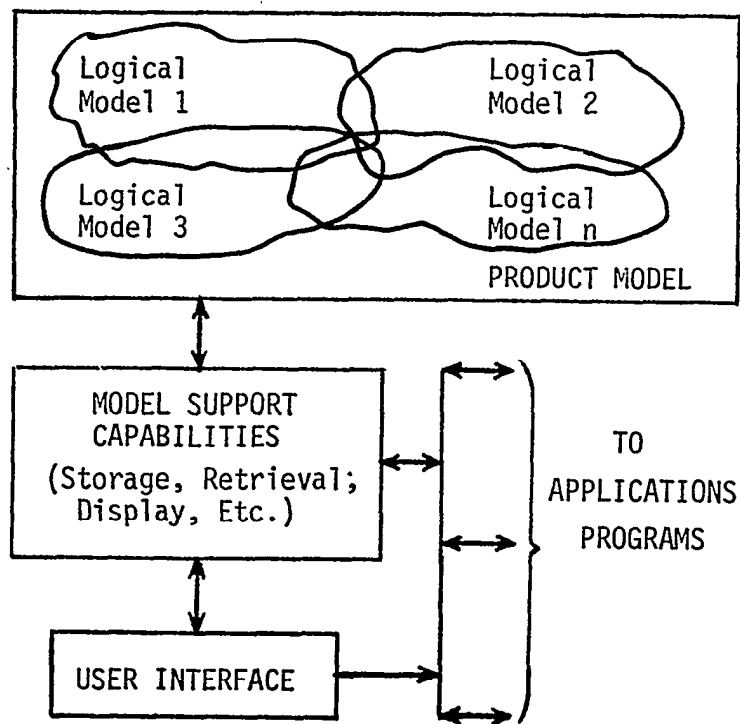 Logical
Model 1
Logical
Model 2
Logical
Model 3
Logical
Model n
PRODUCT MODEL
MODEL SUPPORT
CAPABILITIES
(Storage, Retrieval;
Display, Etc.)
TO
APPLICATIONS
PROGRAMS
USER INTERFACE